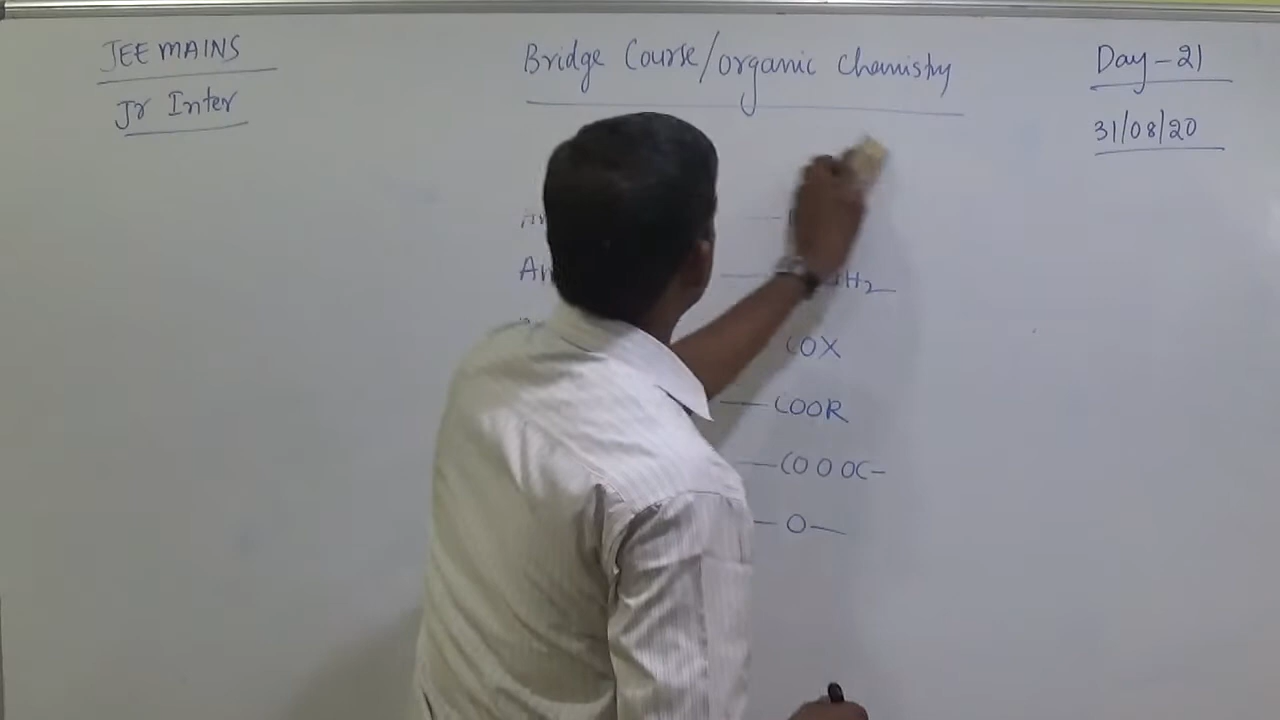 JEE MAINS
Jr Inter
Bridge Course/organic chemistry
Day-21
31/08/20
H2
COX
— COOR
— COOOC-
— O —